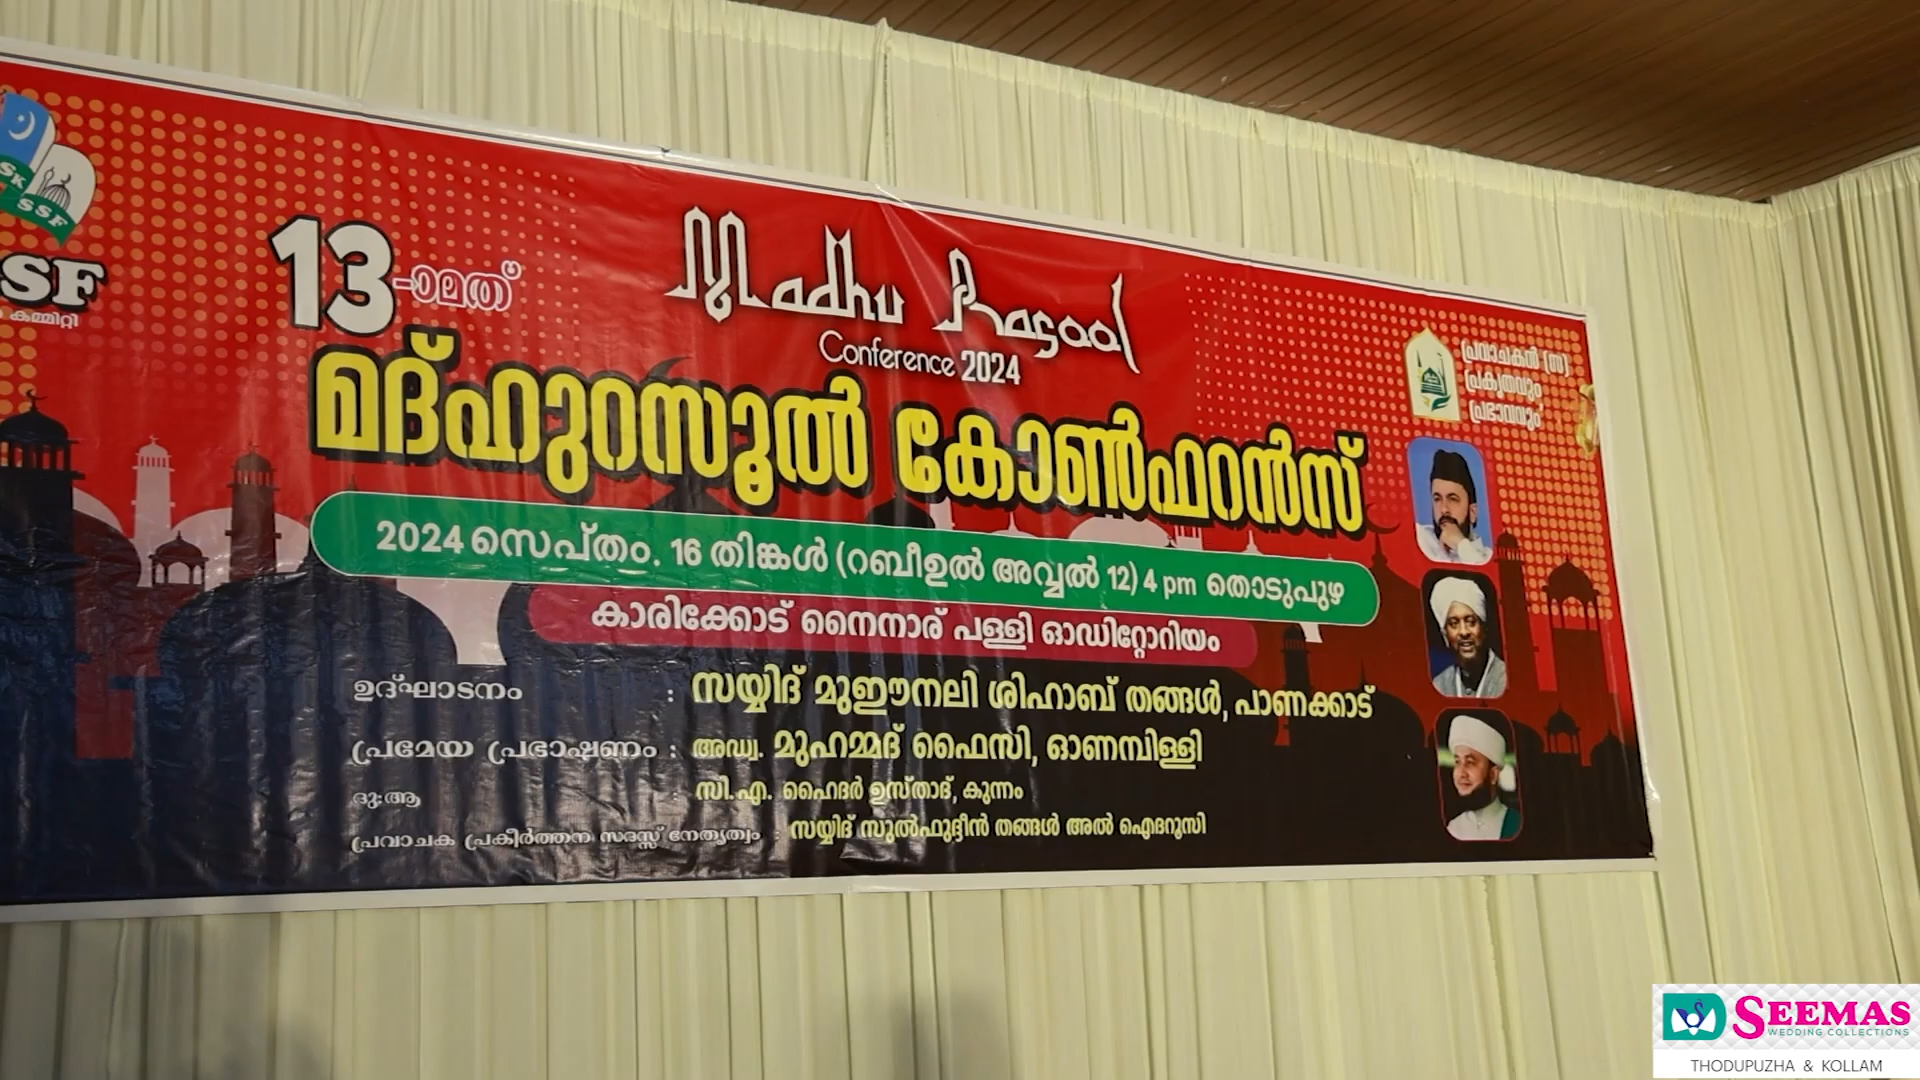 SK
SSF
SF
കമ്മിറ്റി
13-ാമത്
Madhu Rasool
Conference 2024
മദ്ഹുറസൂൽ കോൺഫറൻസ്
2024 സെപ്തം. 16 തിങ്കൾ (റബീഉൽ അവ്വൽ 12) 4 pm തൊടുപുഴ
കാരിക്കോട് നൈനാര് പള്ളി ഓഡിറ്റോറിയം
ഉദ്ഘാടനം : സയ്യിദ് മുഈനലി ശിഹാബ് തങ്ങൾ, പാണക്കാട്
പ്രമേയ പ്രഭാഷണം : അഡ്വ. മുഹമ്മദ് ഫൈസി, ഓണമ്പിള്ളി
ദു:ആ : സി.എ. ഹൈദർ ഉസ്താദ്, കുന്നം
പ്രവാചക പ്രകീർത്തന സദസ്സ് നേതൃത്വം : സയ്യിദ് സുൽഫുദ്ദീൻ തങ്ങൾ അൽ ഐദറൂസി
പ്രവാചകൻ (സ്വ)
പ്രകൃതവും
പ്രഭാവവും
SEEMAS
WEDDING COLLECTIONS
THODUPUZHA & KOLLAM